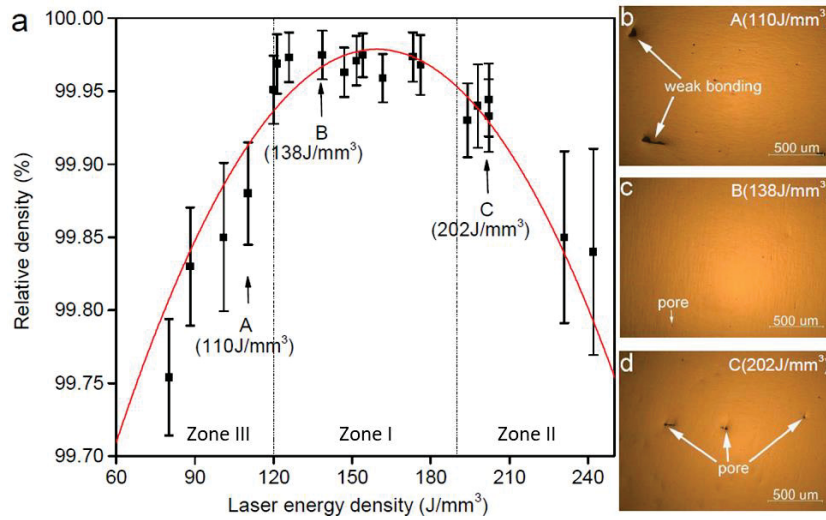 a
100.00
99.95
99.90
99.85
99.80
99.75
99.70
Relative density (%)
B
(138J/mm³)
C
(202J/mm³)
A
(110J/mm³)
Zone III
Zone I
Zone II
60
90
120
150
180
210
240
Laser energy density (J/mm³)
b
A(110J/mm³)
weak bonding
500 um
c
B(138J/mm³)
pore
500 um
d
C(202J/mm³)
pore
500 um